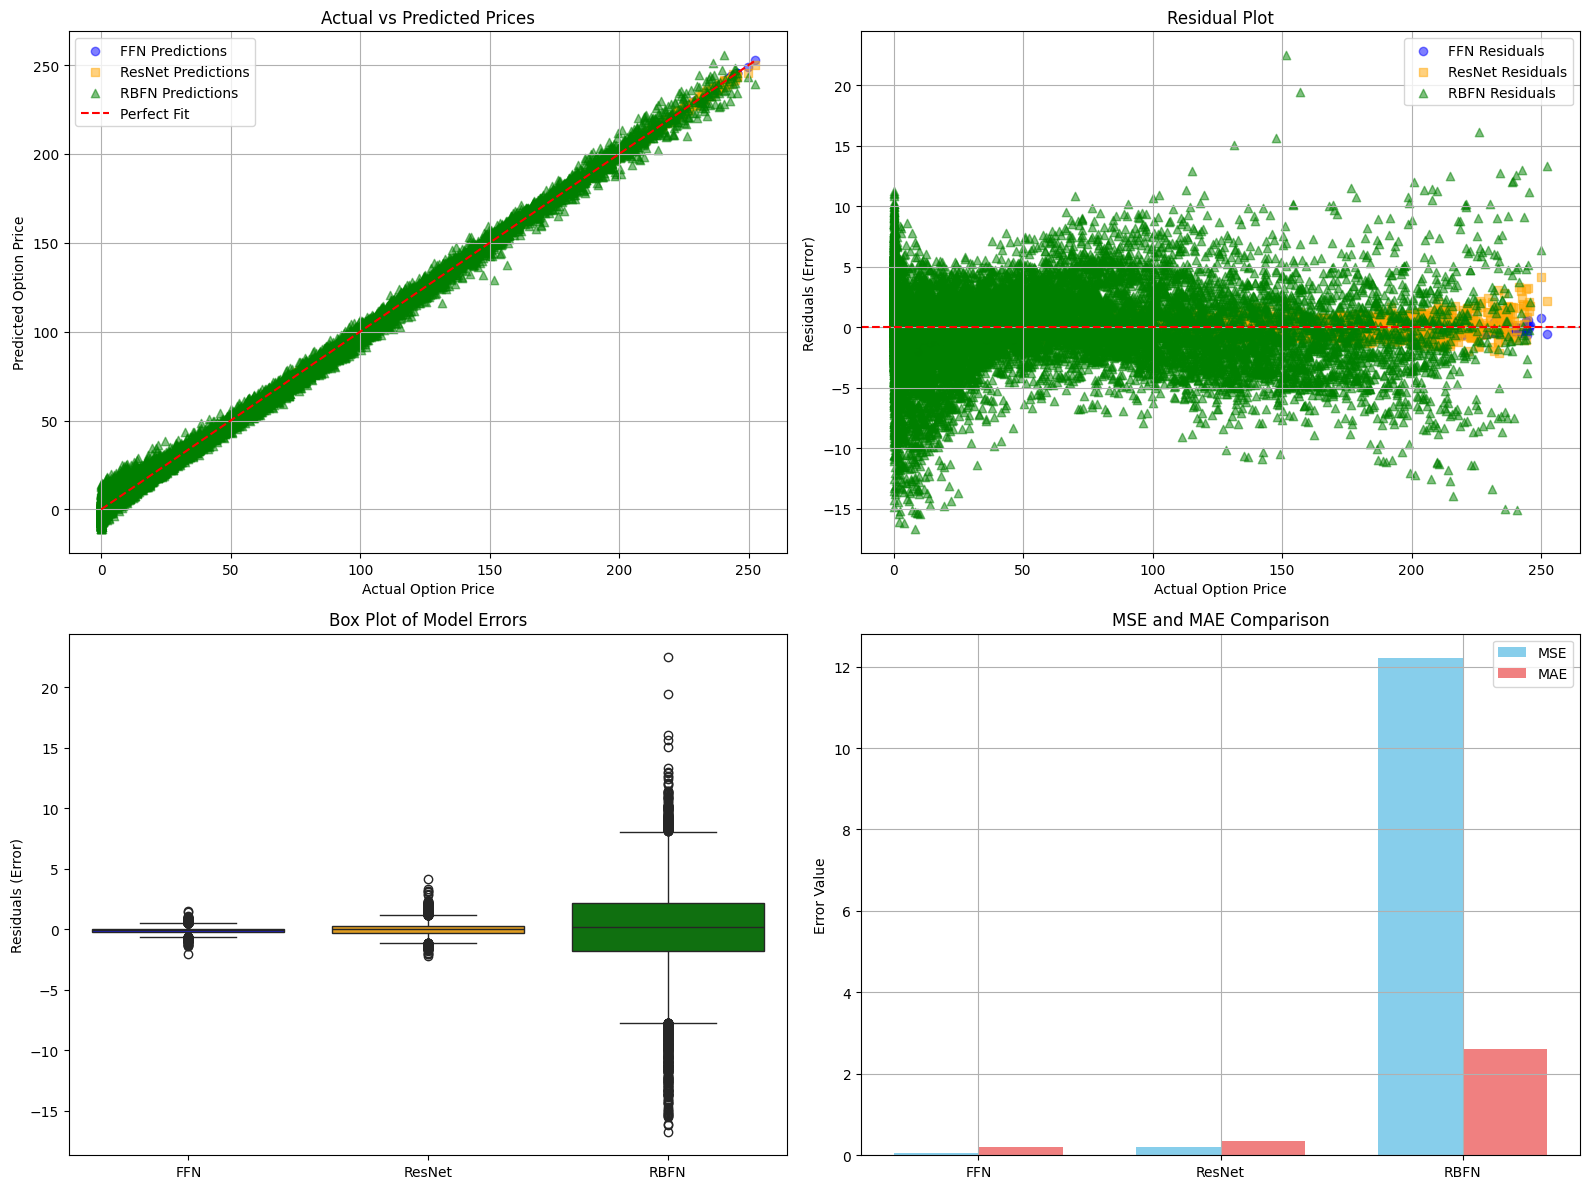 Actual vs Predicted Prices
FFN Predictions
ResNet Predictions
RBFN Predictions
Perfect Fit
Predicted Option Price
250
200
150
100
50
0
0 50 100 150 200 250
Actual Option Price
Residual Plot
FFN Residuals
ResNet Residuals
RBFN Residuals
Residuals (Error)
20
15
10
5
0
−5
−10
−15
0 50 100 150 200 250
Actual Option Price
Box Plot of Model Errors
Residuals (Error)
20
15
10
5
0
−5
−10
−15
FFN ResNet RBFN
MSE and MAE Comparison
MSE
MAE
Error Value
12
10
8
6
4
2
0
FFN ResNet RBFN